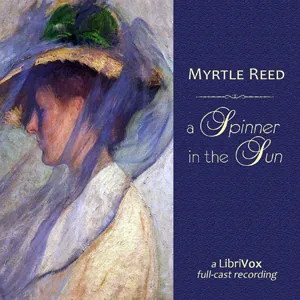 MYRTLE REED
a Spinner
in the Sun
a LibriVox
full-cast recording